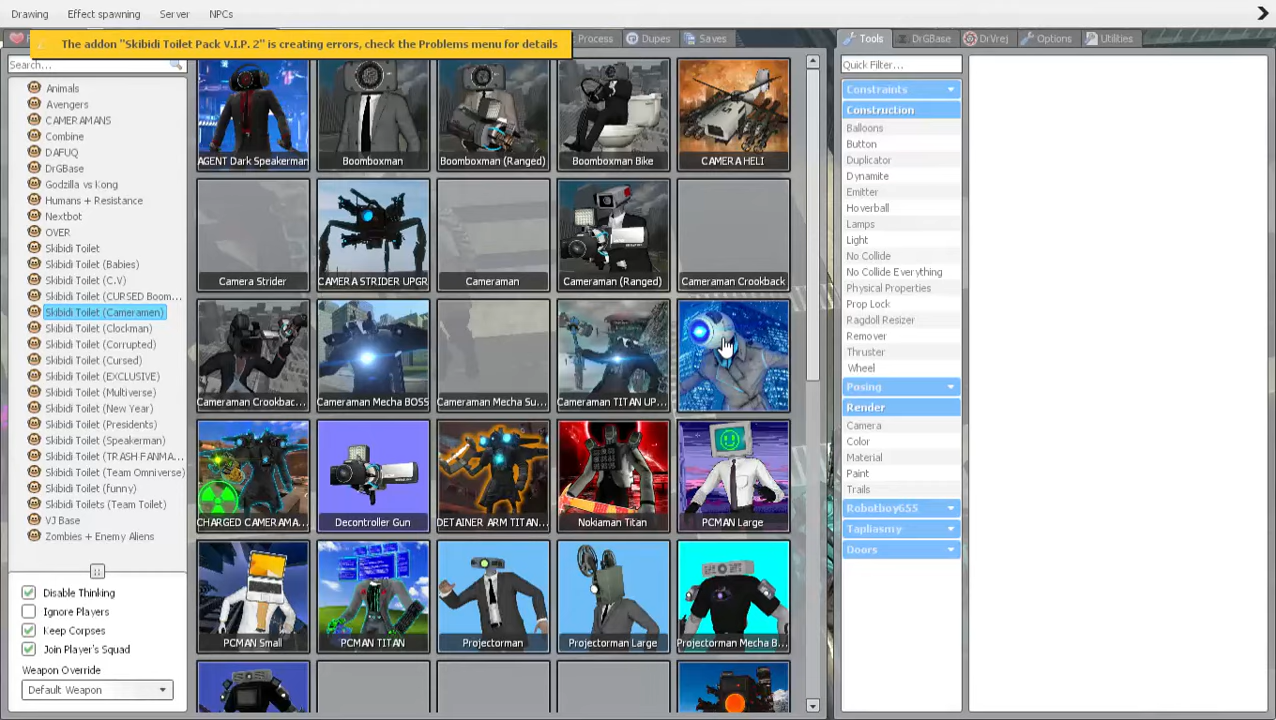 Drawing Effect spawning Server NPCs
The addon "Skibidi Toilet Pack V.I.P. 2" is creating errors, check the Problems menu for details
Process Dupes Saves
Tools DrGBase DrVrej Options Utilities
Search...
Animals
Avengers
CAMERAMANS
Combine
DAFUQ
DrGBase
Godzilla vs Kong
Humans + Resistance
Nextbot
OVER
Skibidi Toilet
Skibidi Toilet (Babies)
Skibidi Toilet (C.V)
Skibidi Toilet (CURSED Boom...
Skibidi Toilet (Cameramen)
Skibidi Toilet (Clockman)
Skibidi Toilet (Corrupted)
Skibidi Toilet (Cursed)
Skibidi Toilet (EXCLUSIVE)
Skibidi Toilet (Multiverse)
Skibidi Toilet (New Year)
Skibidi Toilet (Presidents)
Skibidi Toilet (Speakerman)
Skibidi Toilet (TRASH FANMA...
Skibidi Toilet (Team Omniverse)
Skibidi Toilet (funny)
Skibidi Toilets (Team Toilet)
VJ Base
Zombies + Enemy Aliens
Disable Thinking
Ignore Players
Keep Corpses
Join Player's Squad
Weapon Override
Default Weapon
AGENT Dark Speakerman Boomboxman Boomboxman (Ranged) Boomboxman Bike CAMERA HELI
Camera Strider CAMERA STRIDER UPGR Cameraman Cameraman (Ranged) Cameraman Crookback
Cameraman Crookbac... Cameraman Mecha BOSS Cameraman Mecha Su... Cameraman TITAN UP...
CHARGED CAMERAMA... Decontroller Gun DETAINER ARM TITAN... Nokiaman Titan PCMAN Large
PCMAN Small PCMAN TITAN Projectorman Projectorman Large Projectorman Mecha B...
Quick Filter...
Constraints
Construction
Balloons
Button
Duplicator
Dynamite
Emitter
Hoverball
Lamps
Light
No Collide
No Collide Everything
Physical Properties
Prop Lock
Ragdoll Resizer
Remover
Thruster
Wheel
Posing
Render
Camera
Color
Material
Paint
Trails
Robotboy655
Tapliasmy
Doors